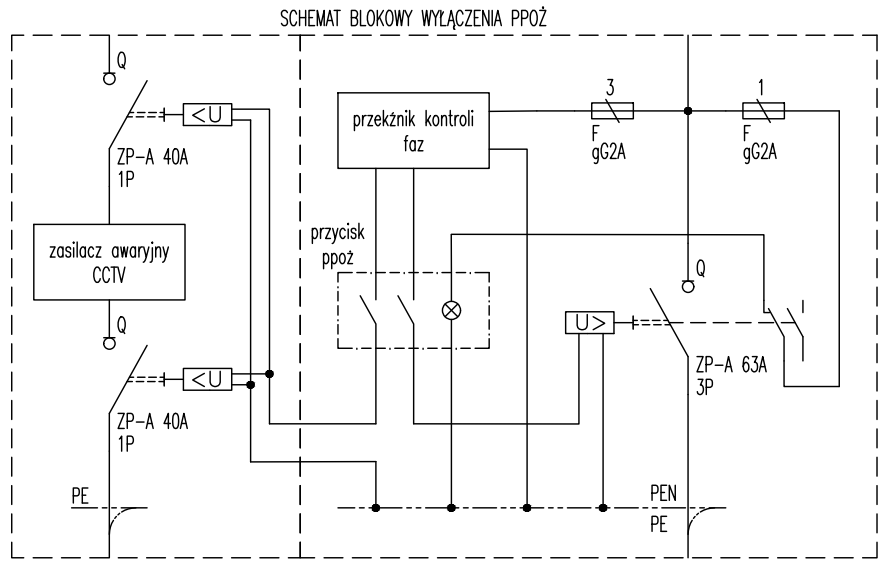 SCHEMAT BLOKOWY WYŁĄCZENIA PPOŻ
Q
<U
ZP-A 40A
1P
zasilacz awaryjny
CCTV
Q
<U
ZP-A 40A
1P
PE
przekźnik kontroli
faz
3
F
gG2A
1
F
gG2A
przycisk
ppoż
Q
U>
ZP-A 63A
3P
PEN
PE